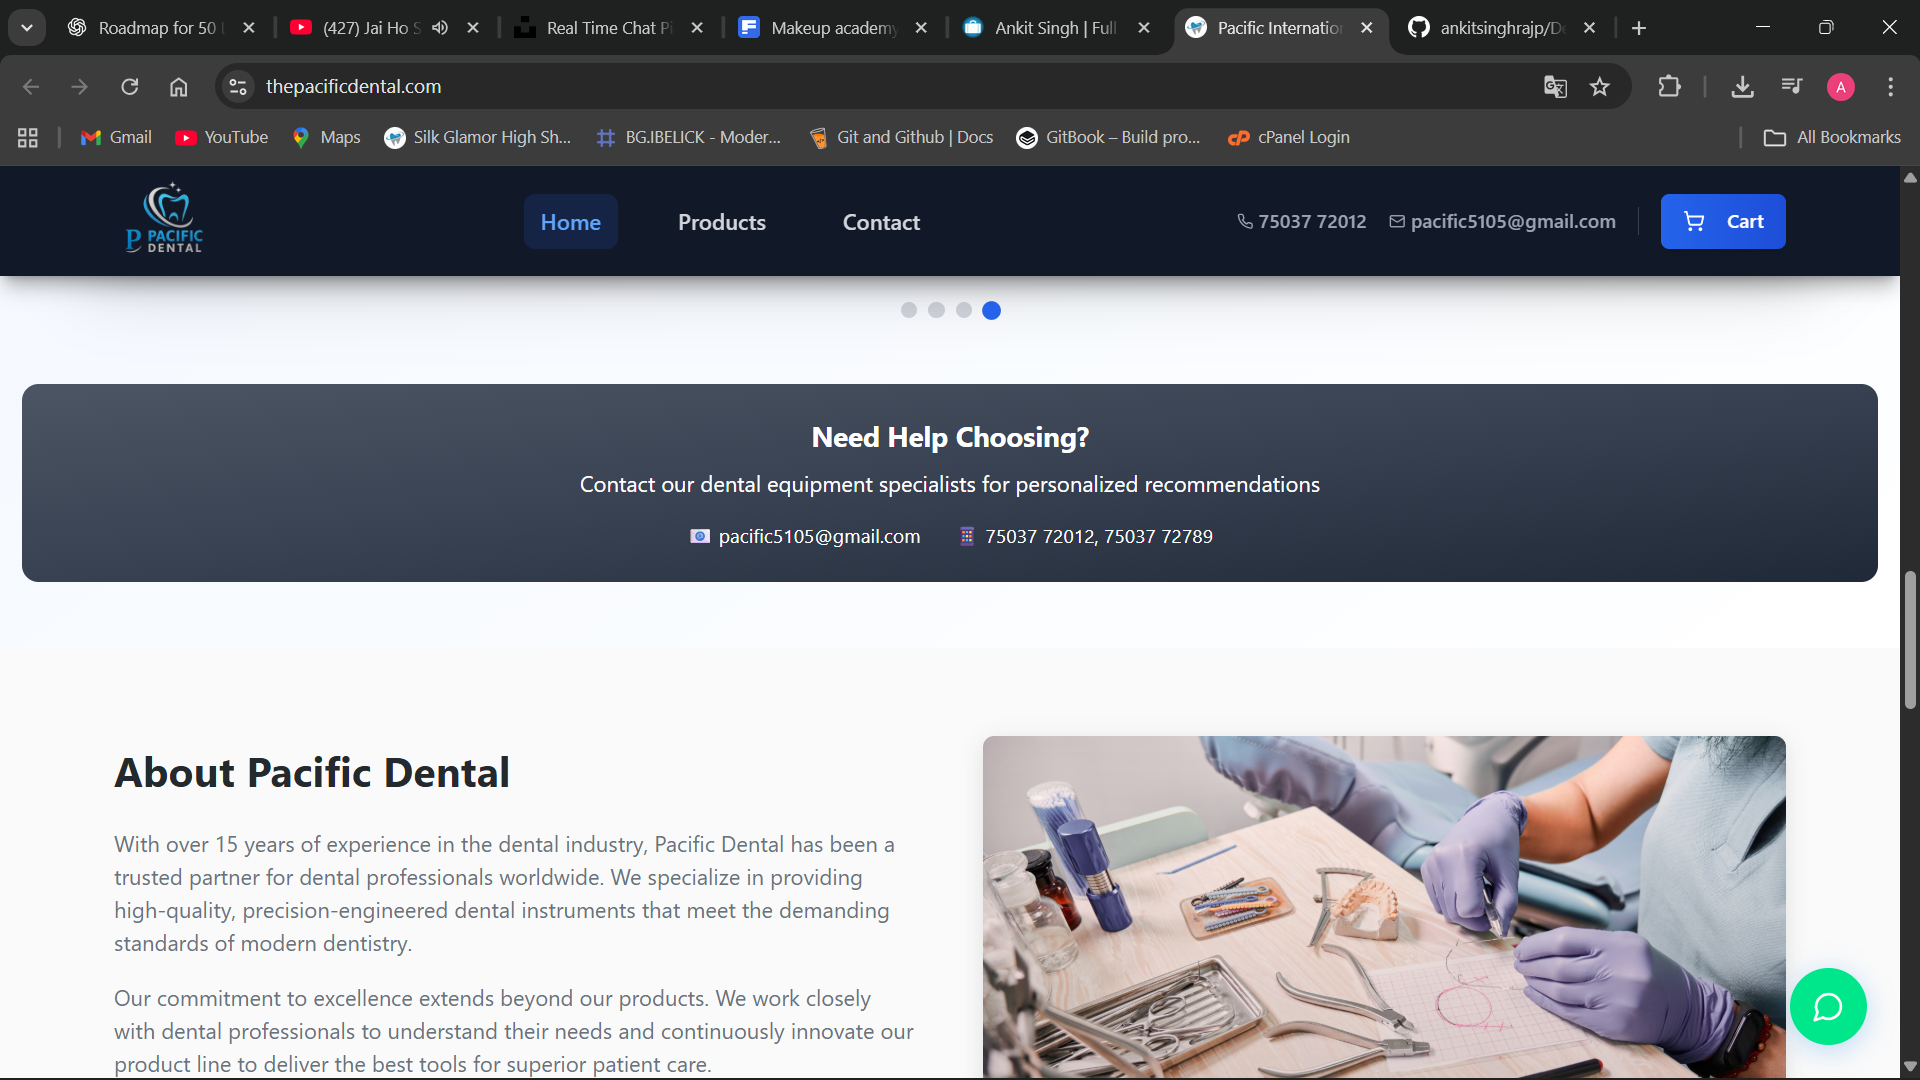 Roadmap for 50
(427) Jai Ho S
Real Time Chat Pi
Makeup academy
Ankit Singh | Full
Pacific Internatio
ankitsinghrajp/De
thepacificdental.com
A
Gmail
YouTube
Maps
Silk Glamor High Sh...
BG.IBELICK - Moder...
Git and Github | Docs
GitBook – Build pro...
cP
cPanel Login
All Bookmarks
P PACIFIC
DENTAL
Home
Products
Contact
75037 72012
pacific5105@gmail.com
Cart
Need Help Choosing?
Contact our dental equipment specialists for personalized recommendations
pacific5105@gmail.com
75037 72012, 75037 72789
About Pacific Dental
With over 15 years of experience in the dental industry, Pacific Dental has been a
trusted partner for dental professionals worldwide. We specialize in providing
high-quality, precision-engineered dental instruments that meet the demanding
standards of modern dentistry.
Our commitment to excellence extends beyond our products. We work closely
with dental professionals to understand their needs and continuously innovate our
product line to deliver the best tools for superior patient care.